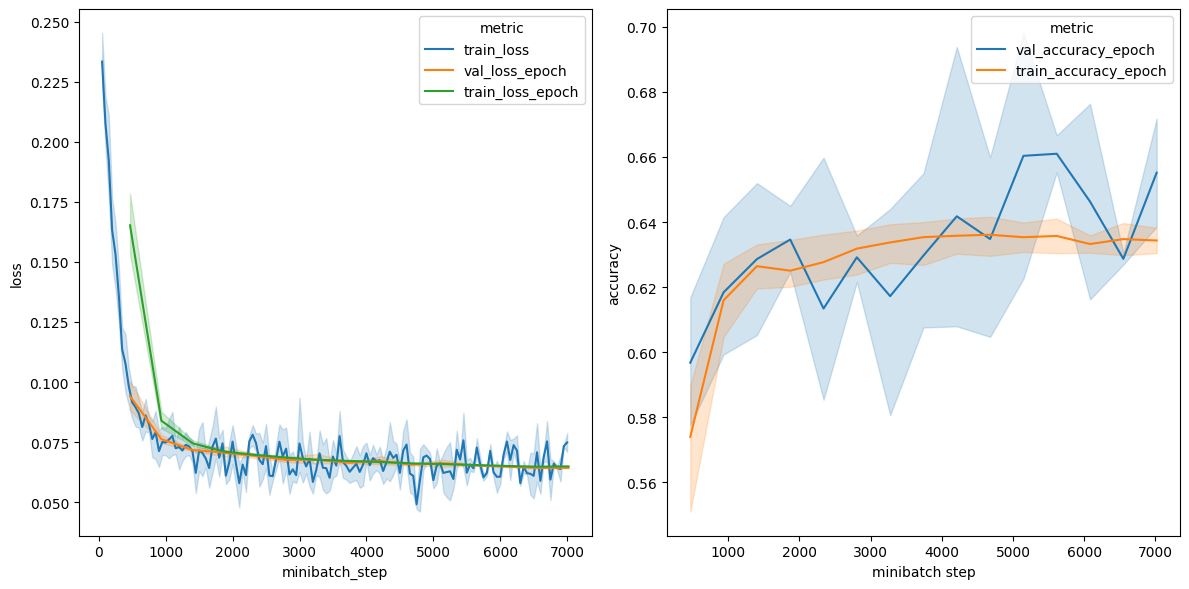 0.250
0.225
0.200
0.175
0.150
0.125
0.100
0.075
0.050
loss
0 1000 2000 3000 4000 5000 6000 7000
minibatch_step
metric
train_loss
val_loss_epoch
train_loss_epoch
0.70
0.68
0.66
0.64
0.62
0.60
0.58
0.56
accuracy
1000 2000 3000 4000 5000 6000 7000
minibatch step
metric
val_accuracy_epoch
train_accuracy_epoch